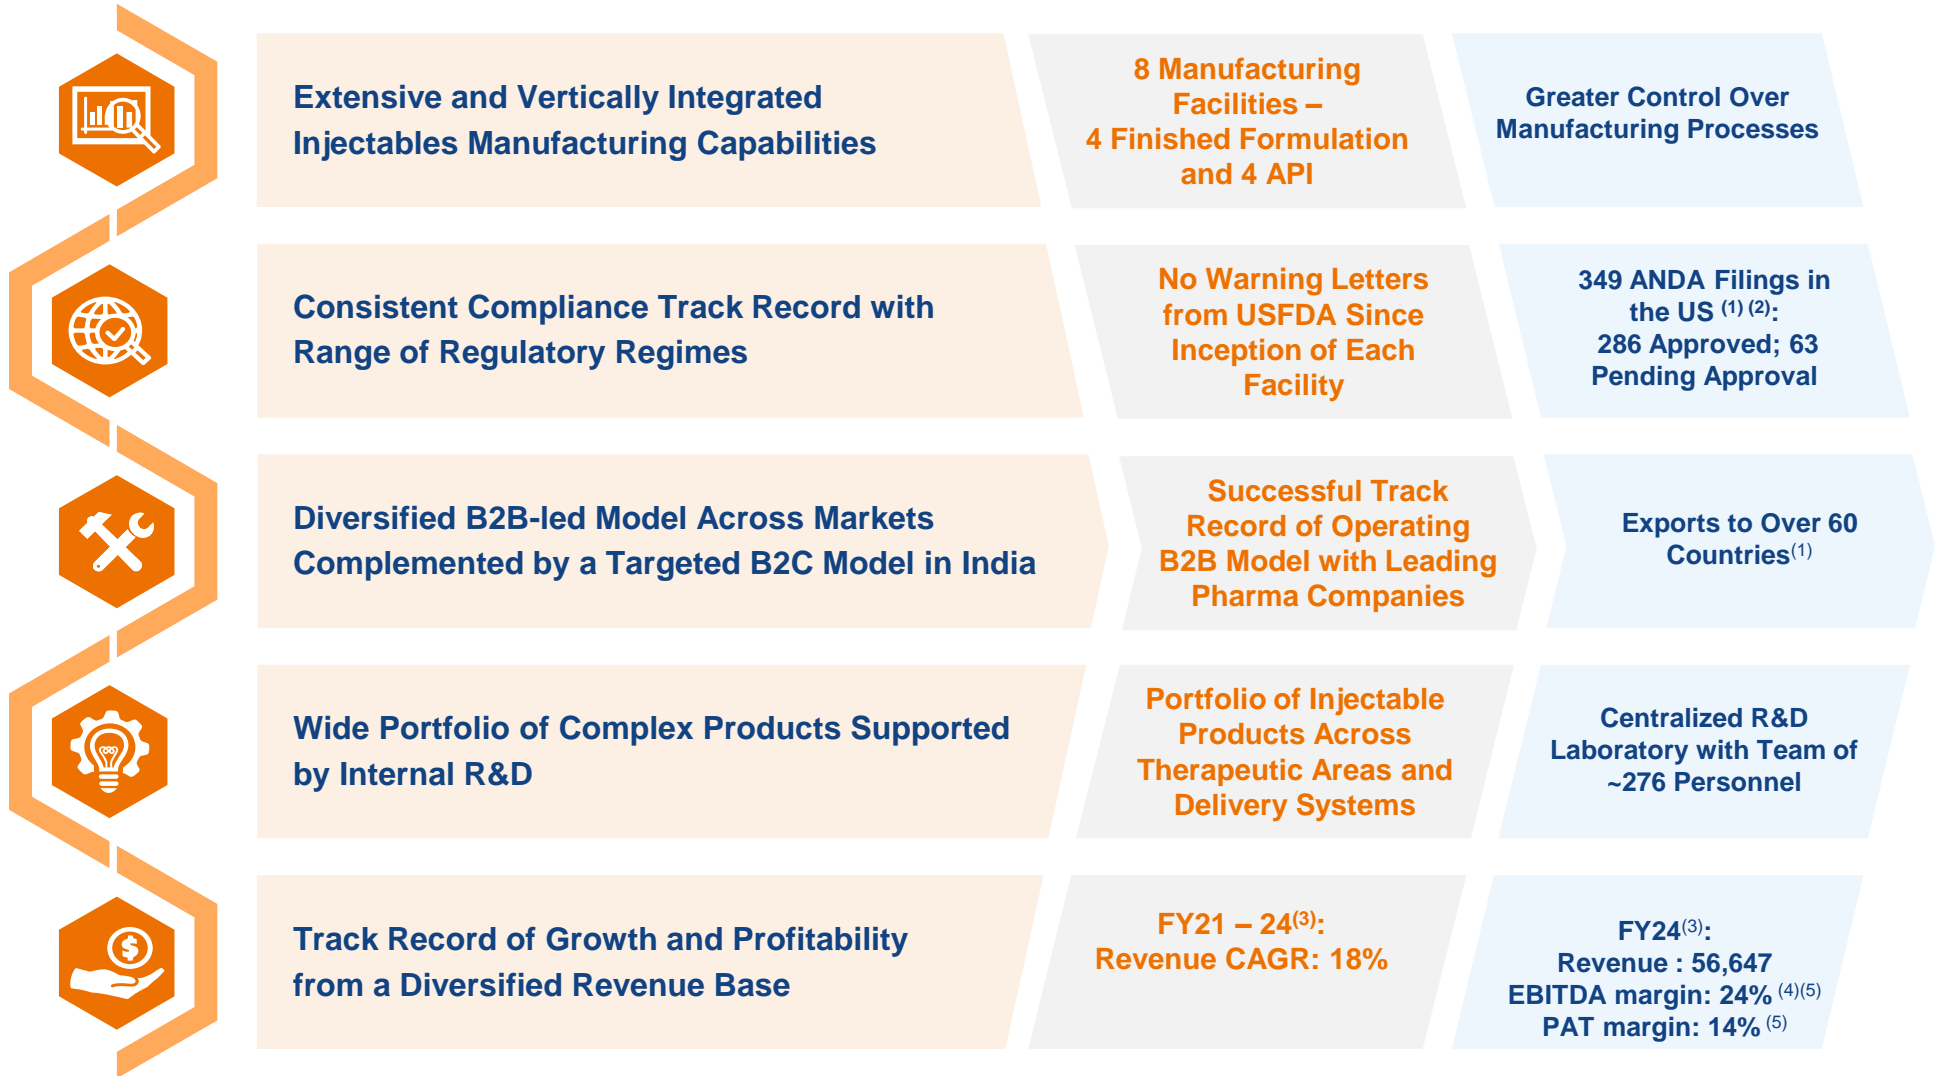 Extensive and Vertically Integrated
Injectables Manufacturing Capabilities
8 Manufacturing
Facilities –
4 Finished Formulation
and 4 API
Greater Control Over
Manufacturing Processes
Consistent Compliance Track Record with
Range of Regulatory Regimes
No Warning Letters
from USFDA Since
Inception of Each
Facility
349 ANDA Filings in
the US (1) (2):
286 Approved; 63
Pending Approval
Diversified B2B-led Model Across Markets
Complemented by a Targeted B2C Model in India
Successful Track
Record of Operating
B2B Model with Leading
Pharma Companies
Exports to Over 60
Countries(1)
Wide Portfolio of Complex Products Supported
by Internal R&D
Portfolio of Injectable
Products Across
Therapeutic Areas and
Delivery Systems
Centralized R&D
Laboratory with Team of
~276 Personnel
Track Record of Growth and Profitability
from a Diversified Revenue Base
FY21 – 24(3):
Revenue CAGR: 18%
FY24(3):
Revenue : 56,647
EBITDA margin: 24% (4)(5)
PAT margin: 14% (5)